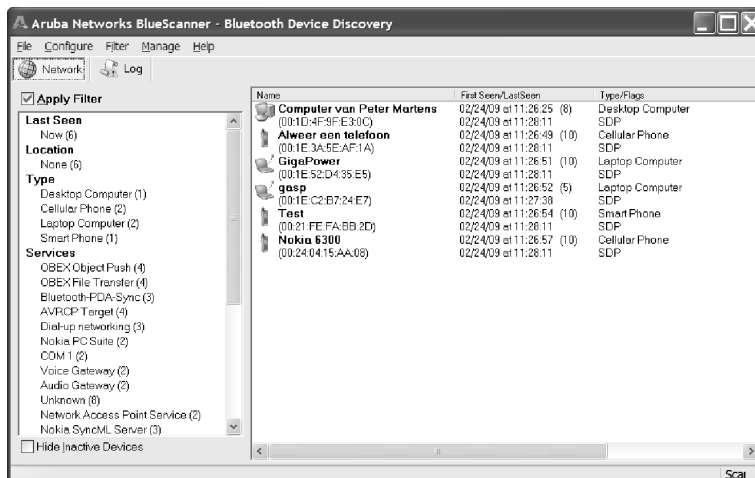 Aruba Networks BlueScanner - Bluetooth Device Discovery
File Configure Filter Manage Help
Network Log
Apply Filter
Last Seen
Now (6)
Location
None (6)
Type
Desktop Computer (1)
Cellular Phone (2)
Laptop Computer (2)
Smart Phone (1)
Services
OBEX Object Push (4)
OBEX File Transfer (4)
Bluetooth-PDA-Sync (3)
AVRCP Target (4)
Dial-up networking (3)
Nokia PC Suite (2)
COM 1 (2)
Voice Gateway (2)
Audio Gateway (2)
Unknown (8)
Network Access Point Service (2)
Nokia SyncML Server (3)
Hide Inactive Devices
Name First Seen/LastSeen Type/Flags
Computer van Peter Martens 02/24/09 at 11:26:25 (8) Desktop Computer
(00:1D:4F:9F:E3:0C) 02/24/09 at 11:28:11 SDP
Alweer een telefoon 02/24/09 at 11:26:49 (10) Cellular Phone
(00:1E:3A:5E:AF:1A) 02/24/09 at 11:28:11 SDP
GigaPower 02/24/09 at 11:26:51 (10) Laptop Computer
(00:1E:52:D4:35:E5) 02/24/09 at 11:28:11 SDP
gasp 02/24/09 at 11:26:52 (5) Laptop Computer
(00:1E:C2:B7:24:E7) 02/24/09 at 11:27:38 SDP
Test 02/24/09 at 11:26:54 (10) Smart Phone
(00:21:FE:FA:BB:2D) 02/24/09 at 11:28:11 SDP
Nokia 6300 02/24/09 at 11:26:57 (10) Cellular Phone
(00:24:04:15:AA:08) 02/24/09 at 11:28:11 SDP